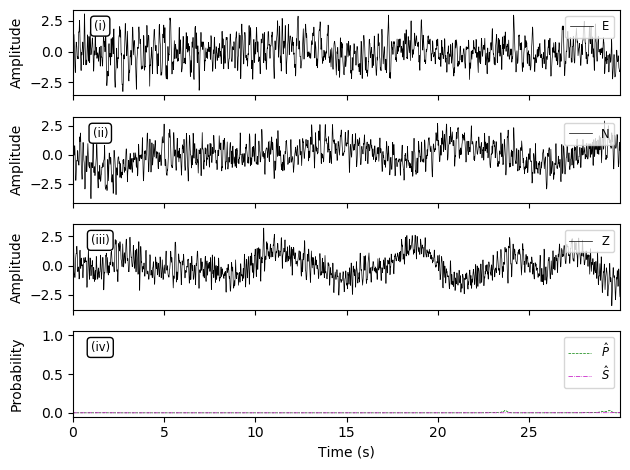 Amplitude
2.5
0.0
−2.5
(i)
E
Amplitude
2.5
0.0
−2.5
(ii)
N
Amplitude
2.5
0.0
−2.5
(iii)
Z
Probability
1.0
0.5
0.0
(iv)
P̂
Ŝ
0 5 10 15 20 25
Time (s)